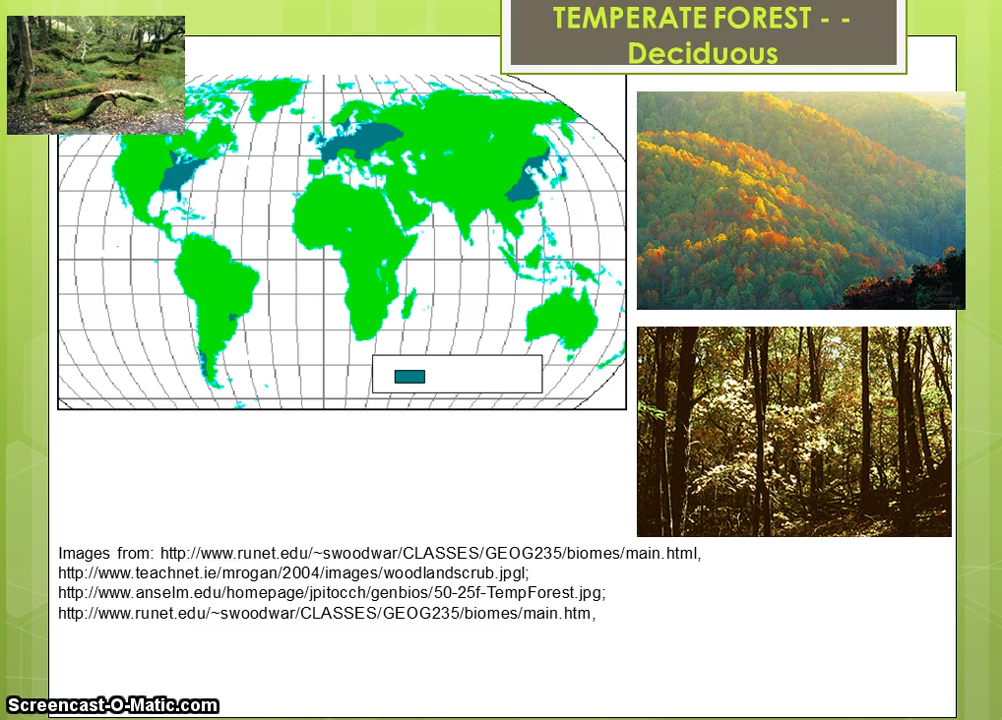 TEMPERATE FOREST - -
Deciduous
Images from: http://www.runet.edu/~swoodwar/CLASSES/GEOG235/biomes/main.html,
http://www.teachnet.ie/mrogan/2004/images/woodlandscrub.jpgl;
http://www.anselm.edu/homepage/jpitocch/genbios/50-25f-TempForest.jpg;
http://www.runet.edu/~swoodwar/CLASSES/GEOG235/biomes/main.htm,
Screencast-O-Matic.com